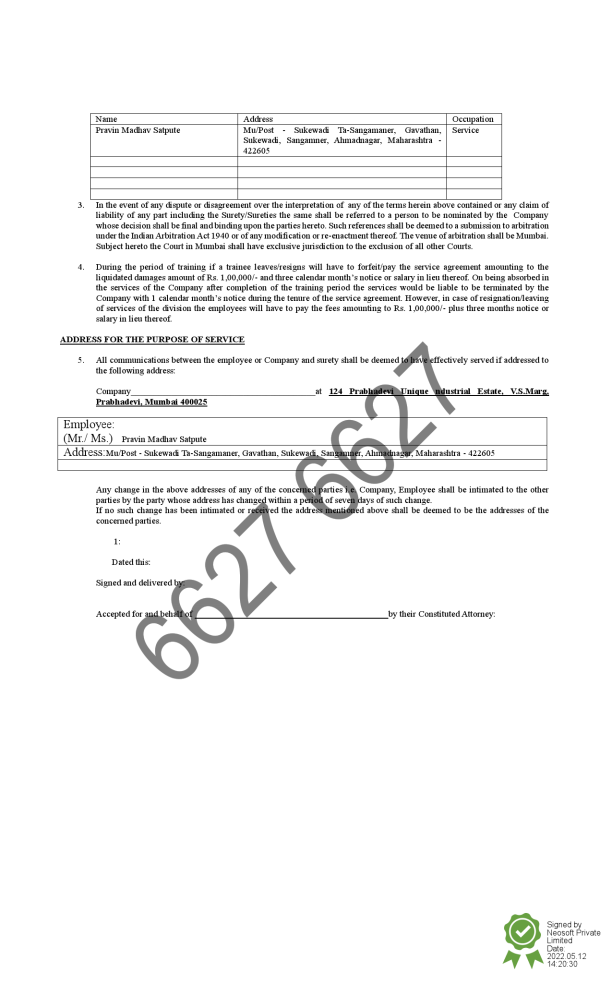 Name Address Occupation
Pravin Madhav Satpute Mu/Post - Sukewadi Ta-Sangamaner, Gavathan, Service
Sukewadi, Sangamner, Ahmadnagar, Maharashtra -
422605
3. In the event of any dispute or disagreement over the interpretation of any of the terms herein above contained or any claim of
liability of any part including the Surety/Sureties the same shall be referred to a person to be nominated by the Company
whose decision shall be final and binding upon the parties hereto. Such references shall be deemed to a submission to arbitration
under the Indian Arbitration Act 1940 or of any modification or re-enactment thereof. The venue of arbitration shall be Mumbai.
Subject hereto the Court in Mumbai shall have exclusive jurisdiction to the exclusion of all other Courts.
4. During the period of training if a trainee leaves/resigns will have to forfeit/pay the service agreement amounting to the
liquidated damages amount of Rs. 1,00,000/- and three calendar month's notice or salary in lieu thereof. On being absorbed in
the services of the Company after completion of the training period the services would be liable to be terminated by the
Company with 1 calendar month's notice during the tenure of the service agreement. However, in case of resignation/leaving
of services of the division the employees will have to pay the fees amounting to Rs. 1,00,000/- plus three months notice or
salary in lieu thereof.
ADDRESS FOR THE PURPOSE OF SERVICE
5. All communications between the employee or Company and surety shall be deemed to have effectively served if addressed to
the following address:
Company at 124 Prabhadevi Unique ndustrial Estate, V.S.Marg,
Prabhadevi, Mumbai 400025
Employee:
(Mr./ Ms.) Pravin Madhav Satpute
Address:Mu/Post - Sukewadi Ta-Sangamaner, Gavathan, Sukewadi, Sangamner, Ahmadnagar, Maharashtra - 422605
Any change in the above addresses of any of the concerned parties i.e. Company, Employee shall be intimated to the other
parties by the party whose address has changed within a period of seven days of such change.
If no such change has been intimated or received the address mentioned above shall be deemed to be the addresses of the
concerned parties.
1:
Dated this:
Signed and delivered by:
Accepted for and behalf of by their Constituted Attorney:
6627 6627
Signed by
Neosoft Private
Limited
Date:
2022.05.12
14:20:30